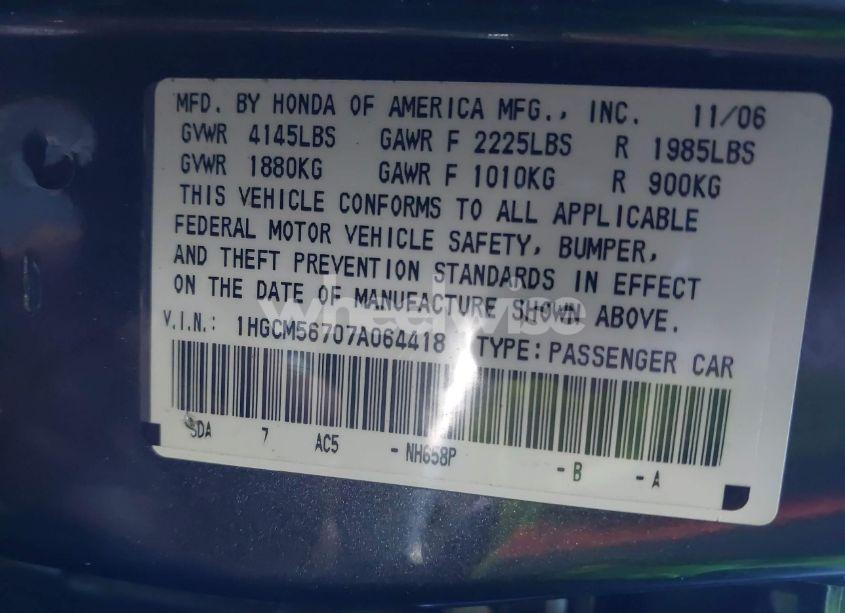 MFD. BY HONDA OF AMERICA MFG., INC. 11/06
GVWR 4145LBS GAWR F 2225LBS R 1985LBS
GVWR 1880KG GAWR F 1010KG R 900KG
THIS VEHICLE CONFORMS TO ALL APPLICABLE
FEDERAL MOTOR VEHICLE SAFETY, BUMPER,
AND THEFT PREVENTION STANDARDS IN EFFECT
ON THE DATE OF MANUFACTURE SHOWN ABOVE.
V.I.N.: 1HGCM56707A064418 TYPE: PASSENGER CAR
SDA 7 AC5 - NH658P - B - A
wheelwise